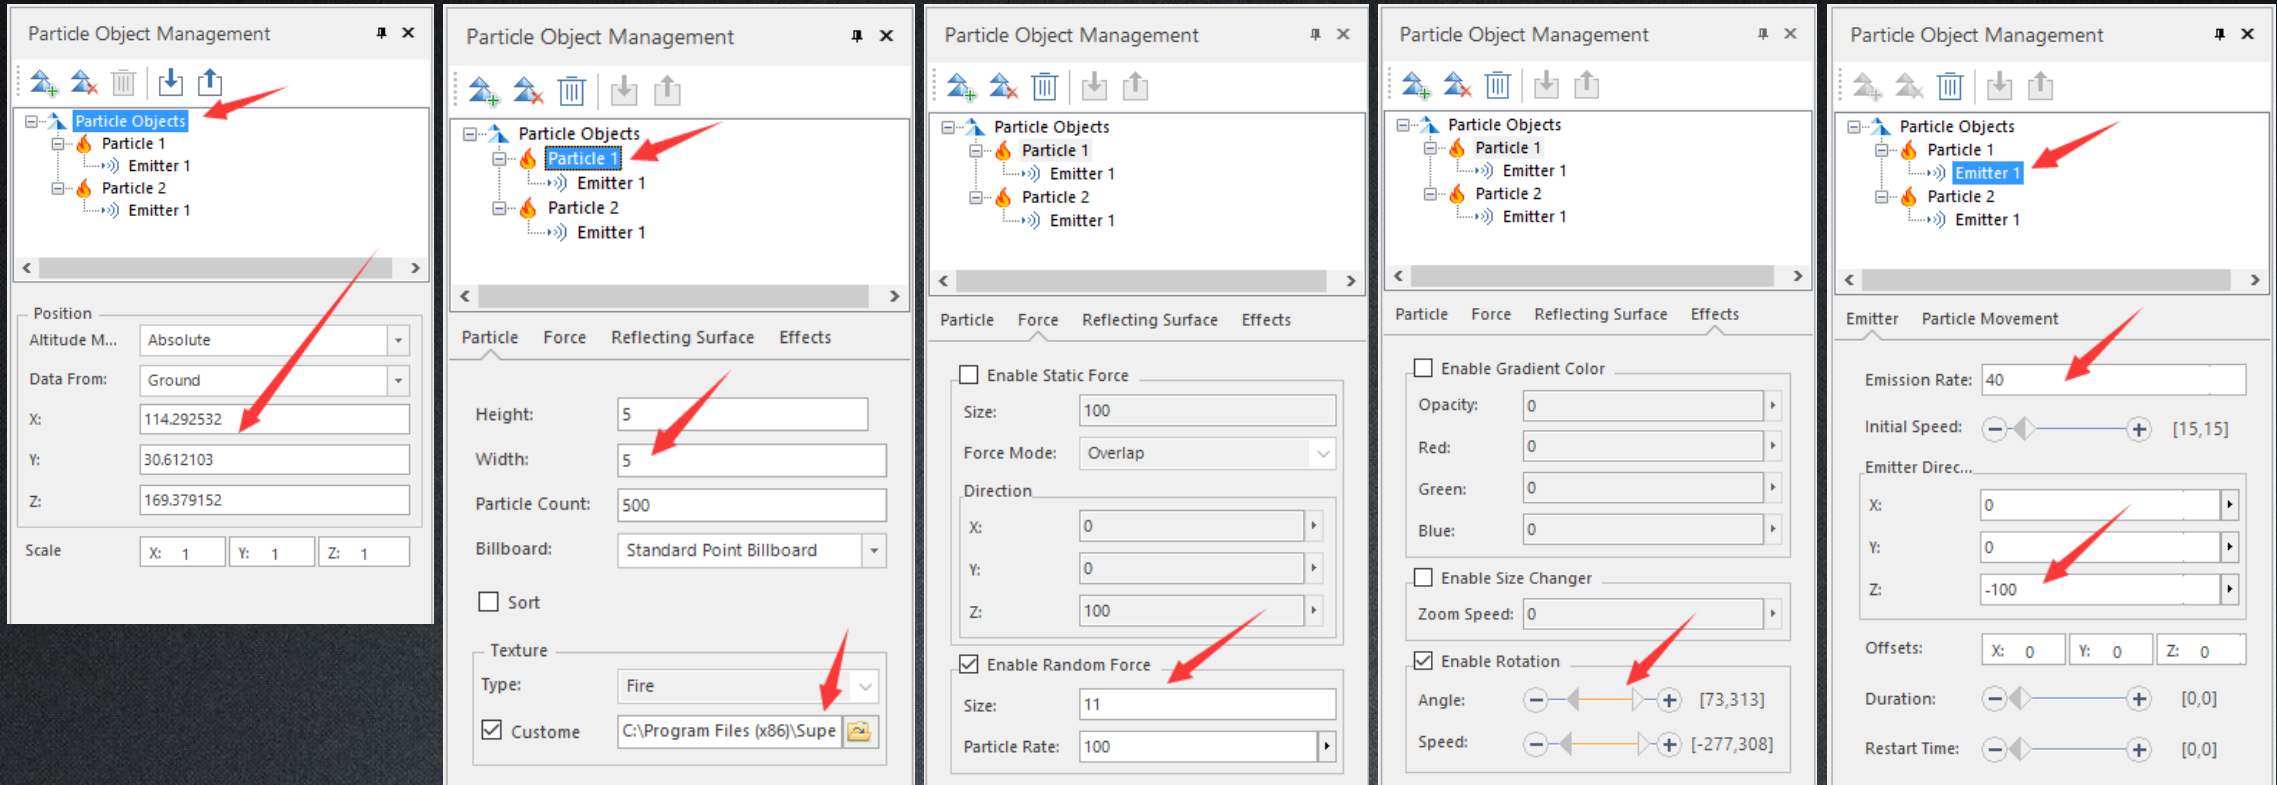 Particle Object Management
Particle Objects
Particle 1
Emitter 1
Particle 2
Emitter 1
Position
Altitude M... Absolute
Data From: Ground
X: 114.292532
Y: 30.612103
Z: 169.379152
Scale X: 1 Y: 1 Z: 1
Particle Object Management
Particle Objects
Particle 1
Emitter 1
Particle 2
Emitter 1
Particle Force Reflecting Surface Effects
Height: 5
Width: 5
Particle Count: 500
Billboard: Standard Point Billboard
Sort
Texture
Type: Fire
Custome C:\Program Files (x86)\Supe
Particle Object Management
Particle Objects
Particle 1
Emitter 1
Particle 2
Emitter 1
Particle Force Reflecting Surface Effects
Enable Static Force
Size: 100
Force Mode: Overlap
Direction
X: 0
Y: 0
Z: 100
Enable Random Force
Size: 11
Particle Rate: 100
Particle Object Management
Particle Objects
Particle 1
Emitter 1
Particle 2
Emitter 1
Particle Force Reflecting Surface Effects
Enable Gradient Color
Opacity: 0
Red: 0
Green: 0
Blue: 0
Enable Size Changer
Zoom Speed: 0
Enable Rotation
Angle: [73,313]
Speed: [-277,308]
Particle Object Management
Particle Objects
Particle 1
Emitter 1
Particle 2
Emitter 1
Emitter Particle Movement
Emission Rate: 40
Initial Speed: [15,15]
Emitter Direc...
X: 0
Y: 0
Z: -100
Offsets: X: 0 Y: 0 Z: 0
Duration: [0,0]
Restart Time: [0,0]